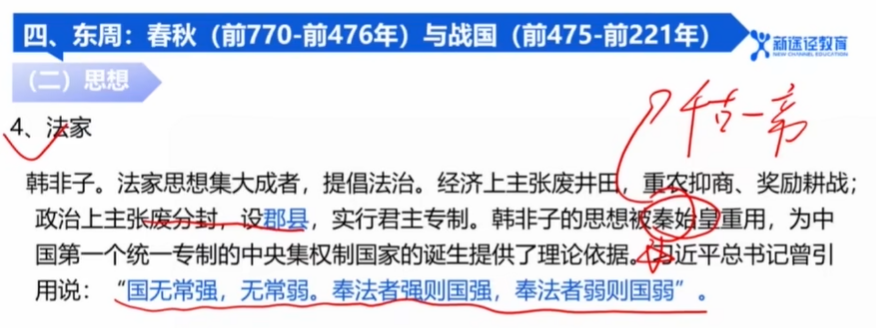 四、东周：春秋（前770-前476年）与战国（前475-前221年）
新途径教育
NEW CHANNEL EDUCATION
（二）思想
千古一帝
4、法家
韩非子。法家思想集大成者，提倡法治。经济上主张废井田，重农抑商、奖励耕战；
政治上主张废分封，设郡县，实行君主专制。韩非子的思想被秦始皇重用，为中
国第一个统一专制的中央集权制国家的诞生提供了理论依据。习近平总书记曾引
用说：“国无常强，无常弱。奉法者强则国强，奉法者弱则国弱”。